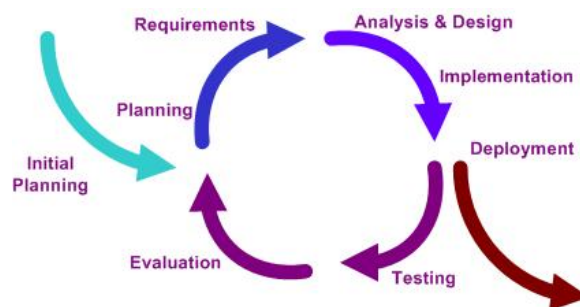 Requirements
Analysis & Design
Implementation
Planning
Deployment
Initial
Planning
Evaluation
Testing